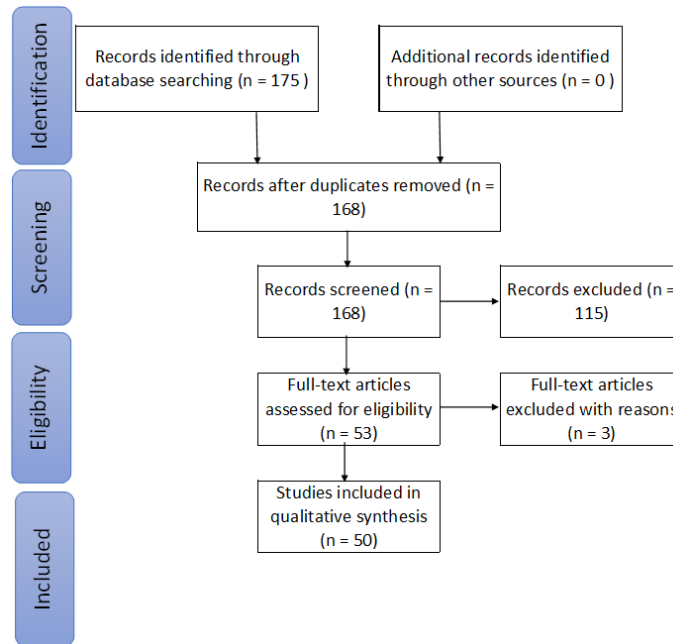 Identification
Records identified through
database searching (n = 175 )
Additional records identified
through other sources (n = 0 )
Screening
Records after duplicates removed (n =
168)
Records screened (n =
168)
Records excluded (n =
115)
Eligibility
Full-text articles
assessed for eligibility
(n = 53)
Full-text articles
excluded with reasons
(n = 3)
Included
Studies included in
qualitative synthesis
(n = 50)